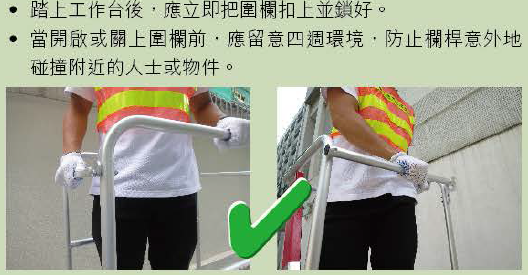 • 踏上工作台後，應立即把圍欄扣上並鎖好。
• 當開啟或關上圍欄前，應留意四週環境，防止欄桿意外地
碰撞附近的人士或物件。